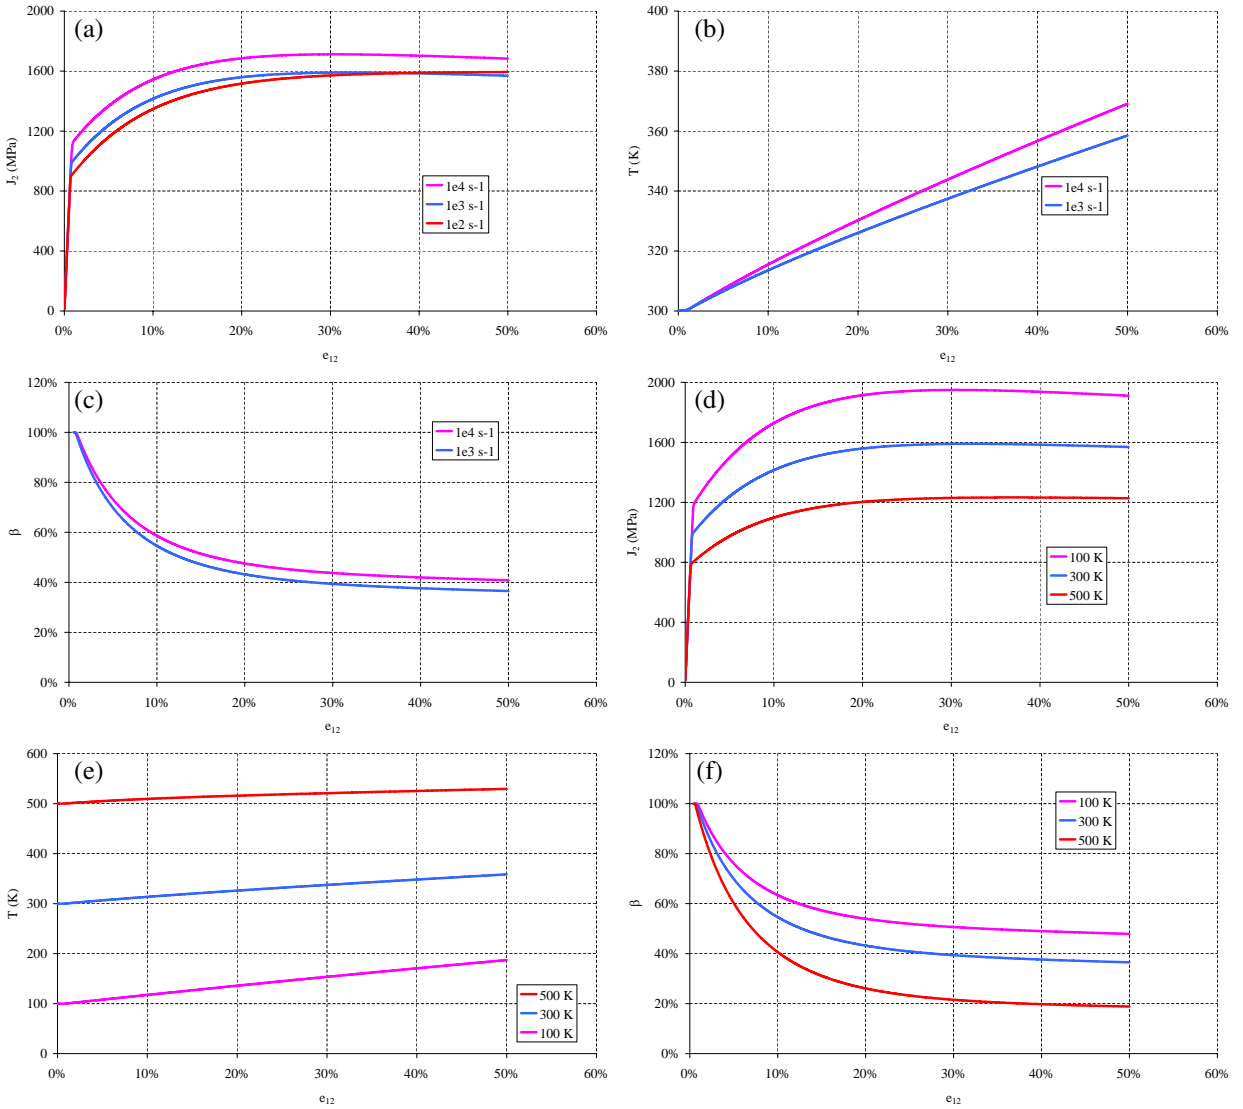 (a)
2000
1600
1200
800
400
0
J2 (MPa)
1e4 s-1
1e3 s-1
1e2 s-1
0% 10% 20% 30% 40% 50% 60%
e12
(b)
400
380
360
340
320
300
T (K)
1e4 s-1
1e3 s-1
0% 10% 20% 30% 40% 50% 60%
e12
(c)
120%
100%
80%
60%
40%
20%
0%
β
1e4 s-1
1e3 s-1
0% 10% 20% 30% 40% 50% 60%
e12
(d)
2000
1600
1200
800
400
0
J2 (MPa)
100 K
300 K
500 K
0% 10% 20% 30% 40% 50% 60%
e12
(e)
600
500
400
300
200
100
0
T (K)
500 K
300 K
100 K
0% 10% 20% 30% 40% 50% 60%
e12
(f)
120%
100%
80%
60%
40%
20%
0%
β
100 K
300 K
500 K
0% 10% 20% 30% 40% 50% 60%
e12